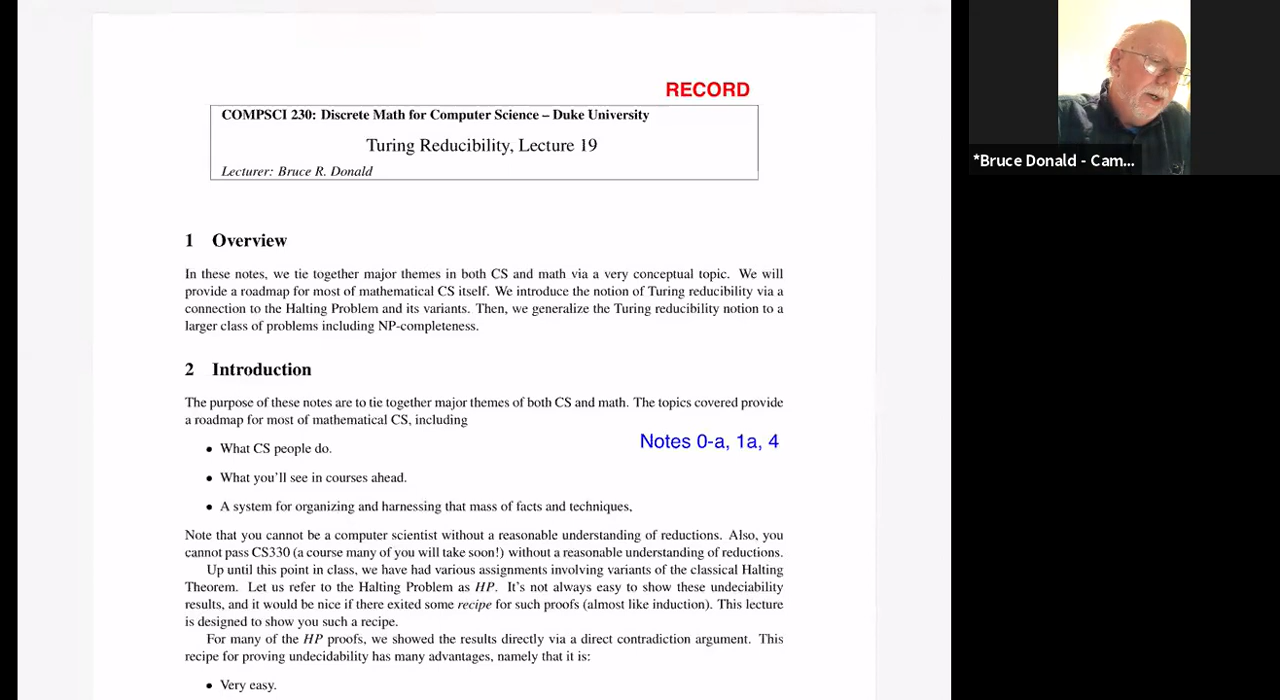 RECORD
COMPSCI 230: Discrete Math for Computer Science – Duke University
Turing Reducibility, Lecture 19
Lecturer: Bruce R. Donald
1 Overview
In these notes, we tie together major themes in both CS and math via a very conceptual topic. We will
provide a roadmap for most of mathematical CS itself. We introduce the notion of Turing reducibility via a
connection to the Halting Problem and its variants. Then, we generalize the Turing reducibility notion to a
larger class of problems including NP-completeness.
2 Introduction
The purpose of these notes are to tie together major themes of both CS and math. The topics covered provide
a roadmap for most of mathematical CS, including
Notes 0-a, 1a, 4
• What CS people do.
• What you'll see in courses ahead.
• A system for organizing and harnessing that mass of facts and techniques.
Note that you cannot be a computer scientist without a reasonable understanding of reductions. Also, you
cannot pass CS330 (a course many of you will take soon!) without a reasonable understanding of reductions.
Up until this point in class, we have had various assignments involving variants of the classical Halting
Theorem. Let us refer to the Halting Problem as HP. It's not always easy to show these undeciability
results, and it would be nice if there exited some recipe for such proofs (almost like induction). This lecture
is designed to show you such a recipe.
For many of the HP proofs, we showed the results directly via a direct contradiction argument. This
recipe for proving undecidability has many advantages, namely that it is:
• Very easy.
*Bruce Donald - Cam...